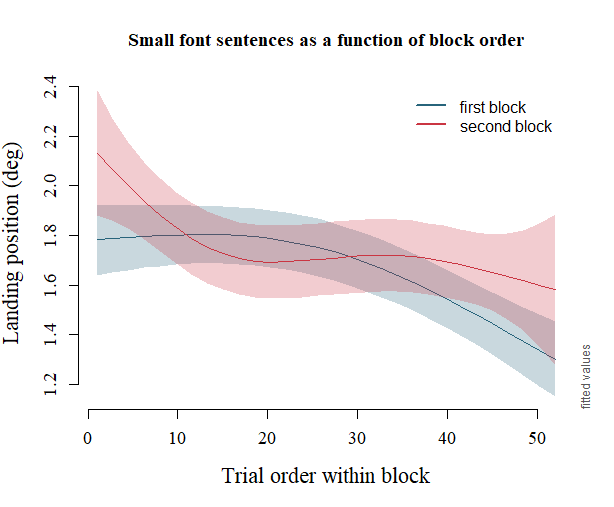 Small font sentences as a function of block order
first block
second block
Landing position (deg)
2.4
2.2
2.0
1.8
1.6
1.4
1.2
0 10 20 30 40 50
Trial order within block
fitted values